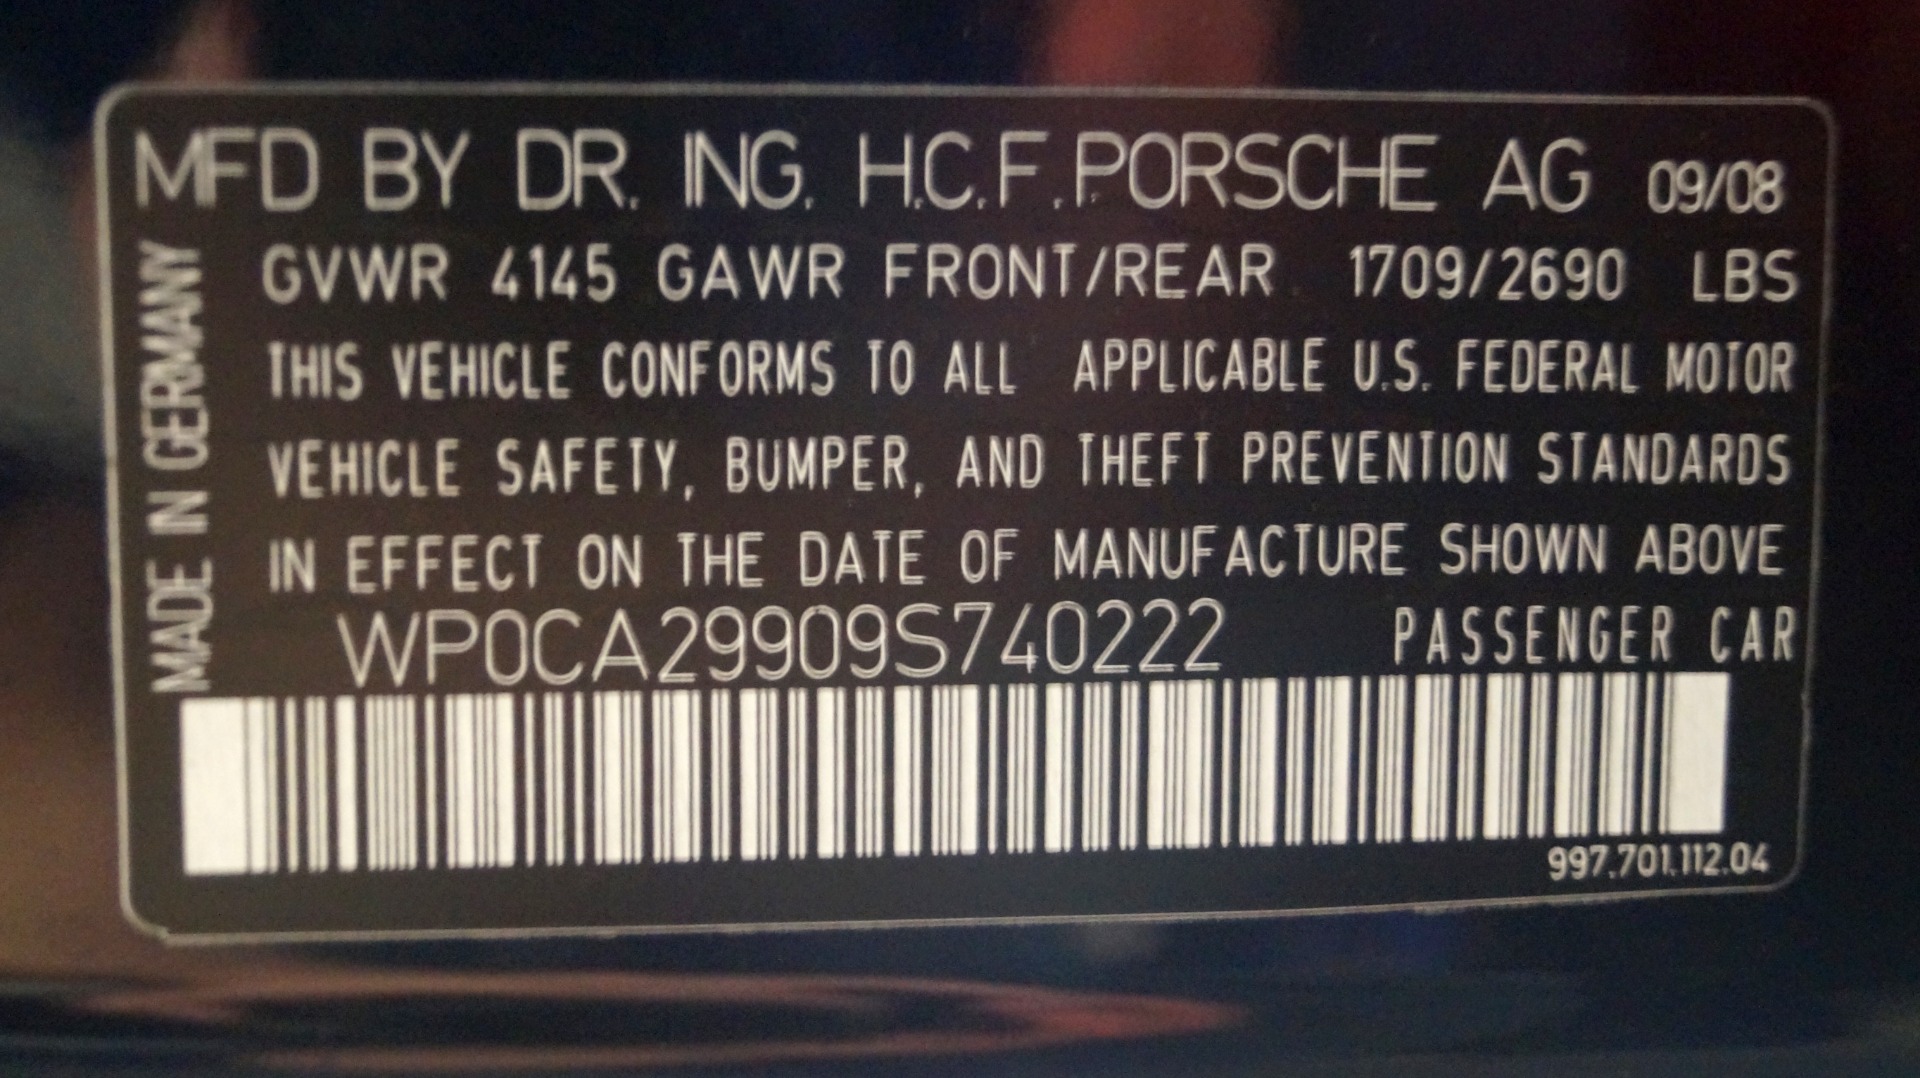 MFD BY DR. ING. H.C.F. PORSCHE AG 09/08
GVWR 4145 GAWR FRONT/REAR 1709/2690 LBS
THIS VEHICLE CONFORMS TO ALL APPLICABLE U.S. FEDERAL MOTOR
VEHICLE SAFETY, BUMPER, AND THEFT PREVENTION STANDARDS
IN EFFECT ON THE DATE OF MANUFACTURE SHOWN ABOVE
WP0CA29909S740222 PASSENGER CAR
997.701.112.04
MADE IN GERMANY